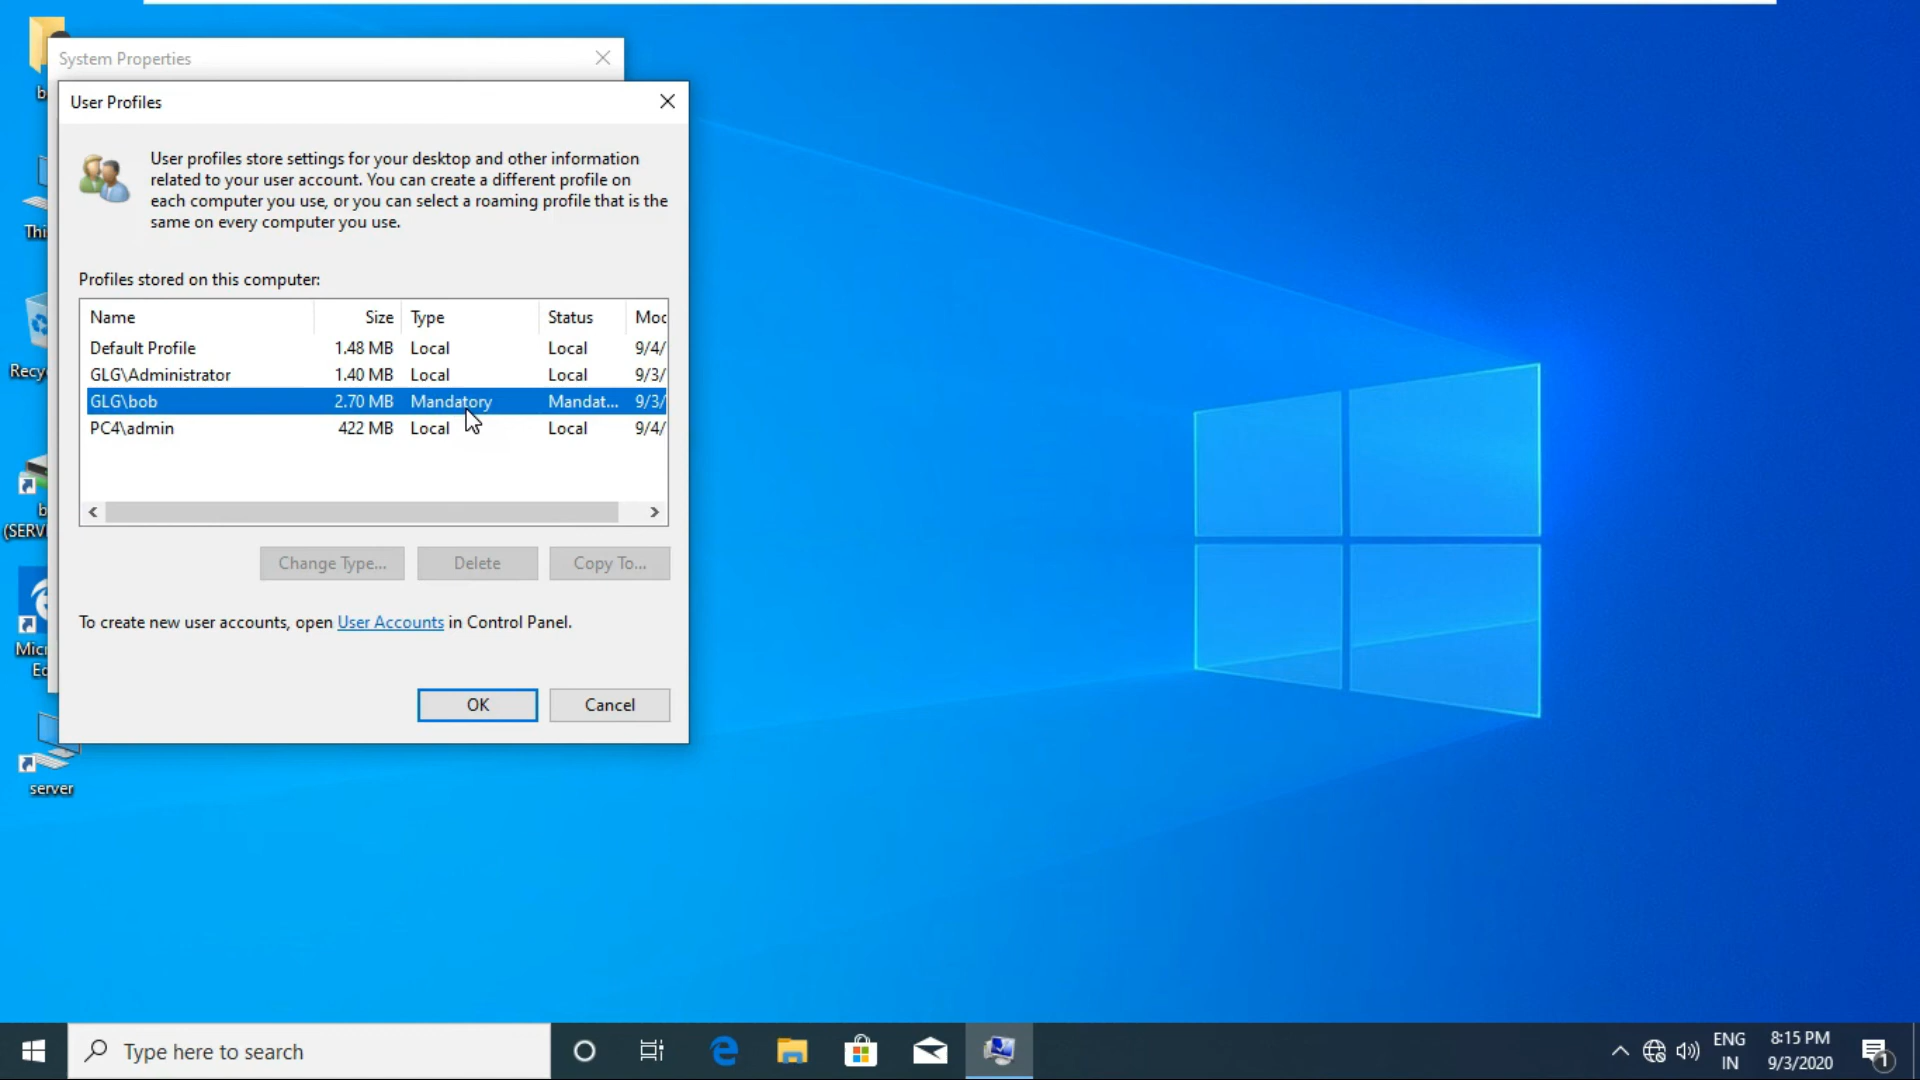 System Properties
User Profiles
User profiles store settings for your desktop and other information
related to your user account. You can create a different profile on
each computer you use, or you can select a roaming profile that is the
same on every computer you use.
Profiles stored on this computer:
Name Size Type Status
Default Profile 1.48 MB Local Local 9/4/
GLG\Administrator 1.40 MB Local Local 9/3/
GLG\bob 2.70 MB Mandatory Mandat... 9/3/
PC4\admin 422 MB Local Local 9/4/
Change Type... Delete Copy To...
To create new user accounts, open User Accounts in Control Panel.
OK Cancel
server
Type here to search
ENG
IN
8:15 PM
9/3/2020
1